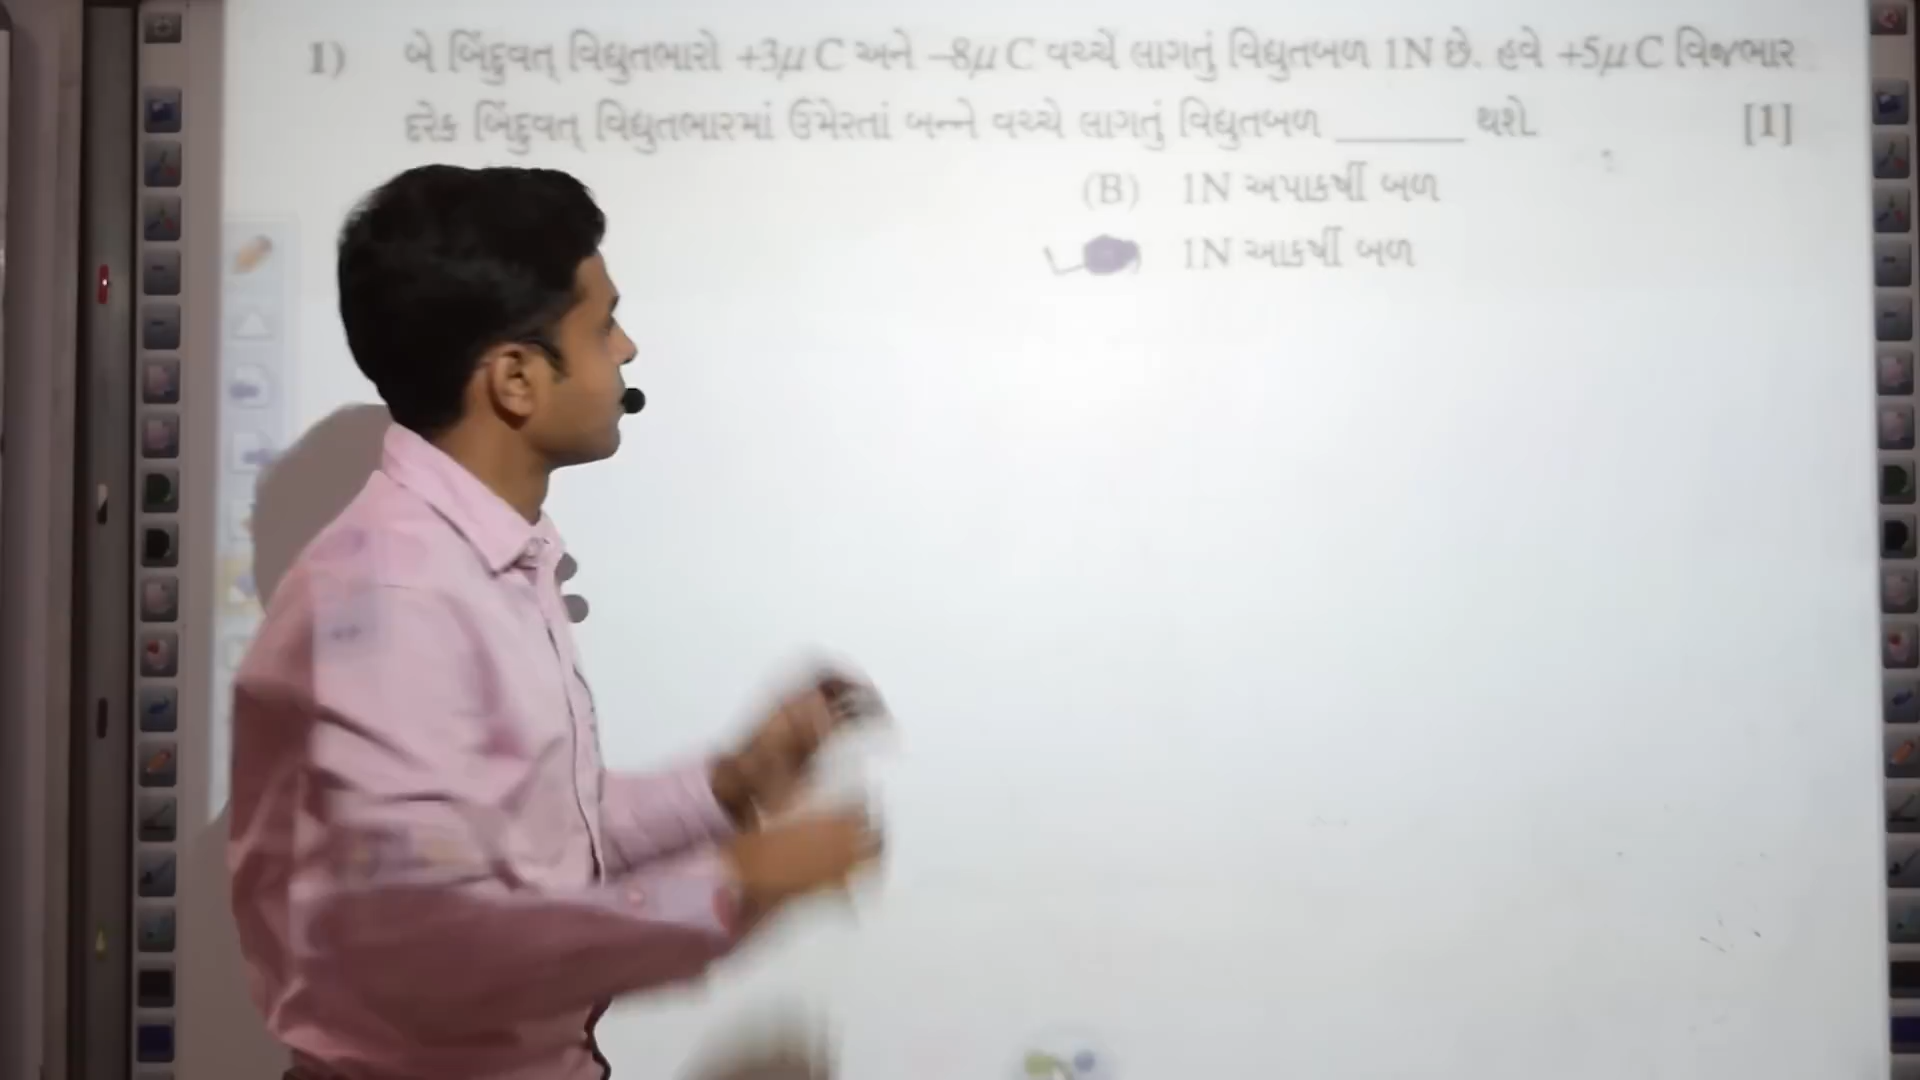 1) બે બિંદુવત્ વિદ્યુતભારો +3μC અને –8μC વચ્ચે લાગતું વિદ્યુતબળ 1N છે. હવે +5μC વિજભાર
દરેક બિંદુવત્ વિદ્યુતભારમાં ઉમેરતાં બન્ને વચ્ચે લાગતું વિદ્યુતબળ ______ થશે. [1]
(B) 1N અપાકર્ષી બળ
1N આકર્ષી બળ